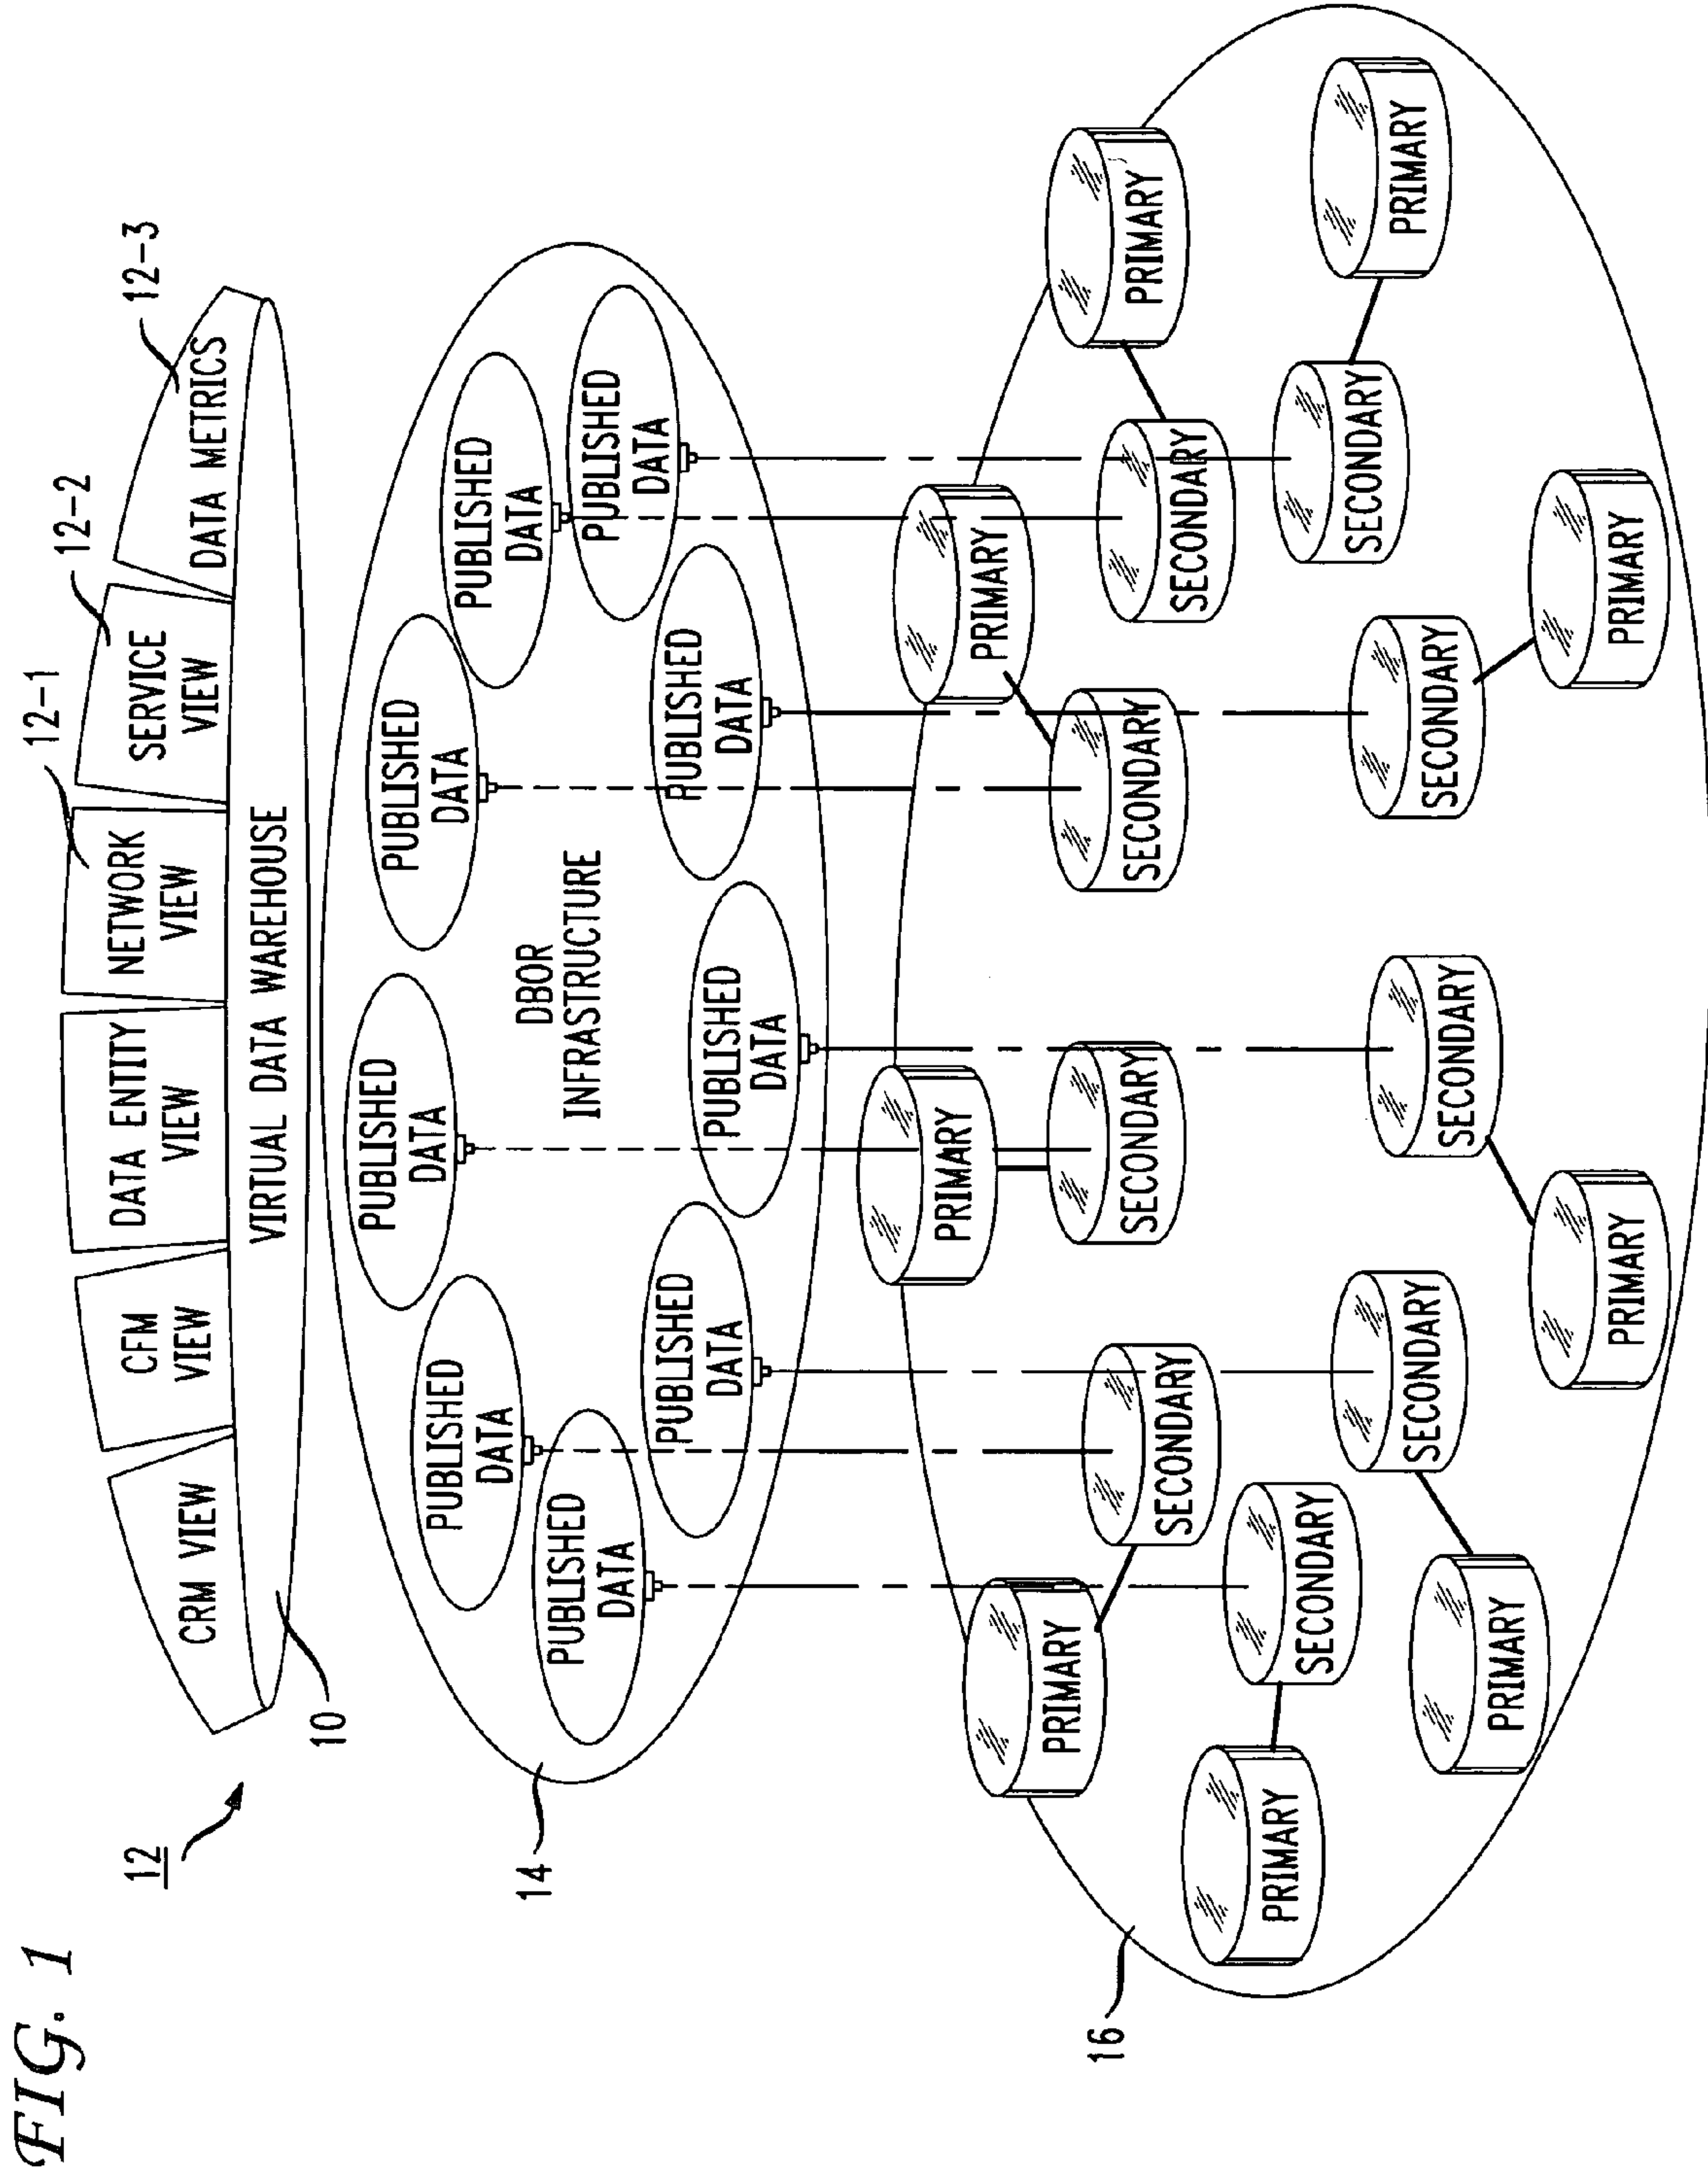 FIG. 1
12
12-1
12-2
12-3
CRM VIEW
CFM
VIEW
DATA ENTITY
VIEW
NETWORK
VIEW
SERVICE
VIEW
DATA METRICS
VIRTUAL DATA WAREHOUSE
10
PUBLISHED
DATA
PUBLISHED
DATA
PUBLISHED
DATA
PUBLISHED
DATA
DBOR
INFRASTRUCTURE
PUBLISHED
DATA
PUBLISHED
DATA
PUBLISHED
DATA
PUBLISHED
DATA
PUBLISHED
DATA
14
PRIMARY
PRIMARY
PRIMARY
PRIMARY
SECONDARY
SECONDARY
SECONDARY
SECONDARY
PRIMARY
SECONDARY
SECONDARY
PRIMARY
SECONDARY
SECONDARY
SECONDARY
PRIMARY
PRIMARY
PRIMARY
16